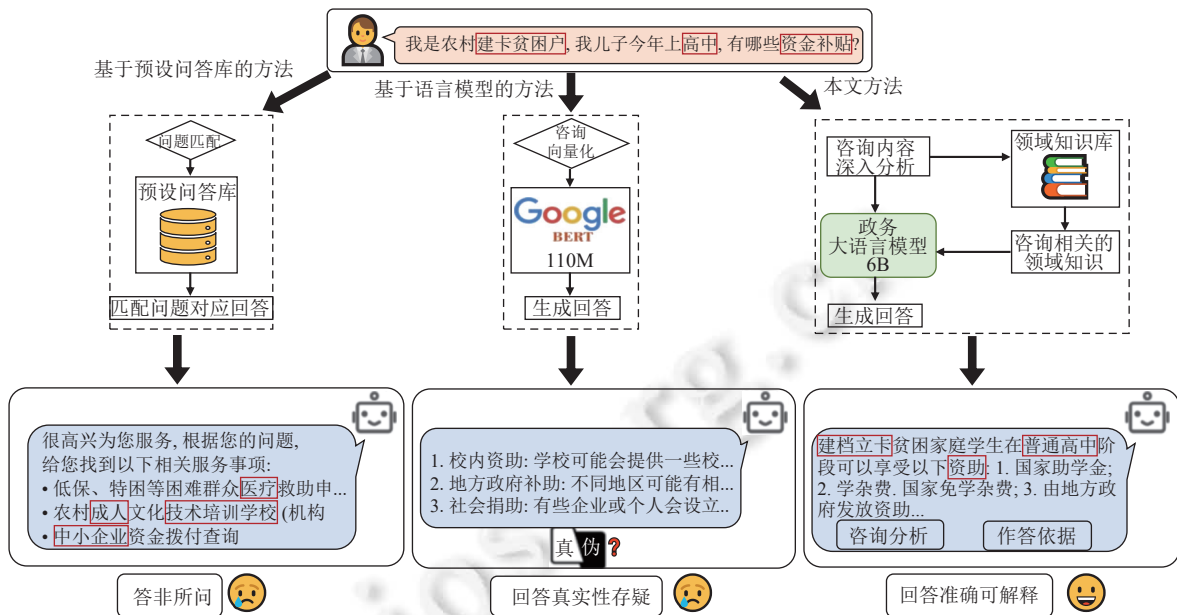 我是农村建卡贫困户, 我儿子今年上高中, 有哪些资金补贴?
基于预设问答库的方法
基于语言模型的方法
本文方法
问题匹配
预设问答库
匹配问题对应回答
咨询
向量化
Google
BERT
110M
生成回答
咨询内容
深入分析
领域知识库
政务
大语言模型
6B
咨询相关的
领域知识
生成回答
很高兴为您服务, 根据您的问题,
给您找到以下相关服务事项:
• 低保、特困等困难群众医疗救助申...
• 农村成人文化技术培训学校 (机构
• 中小企业资金拨付查询
答非所问
1. 校内资助: 学校可能会提供一些校...
2. 地方政府补助: 不同地区可能有相...
3. 社会捐助: 有些企业或个人会设立...
真伪?
回答真实性存疑
建档立卡贫困家庭学生在普通高中阶
段可以享受以下资助: 1. 国家助学金;
2. 学杂费. 国家免学杂费; 3. 由地方政
府发放资助...
咨询分析
作答依据
回答准确可解释